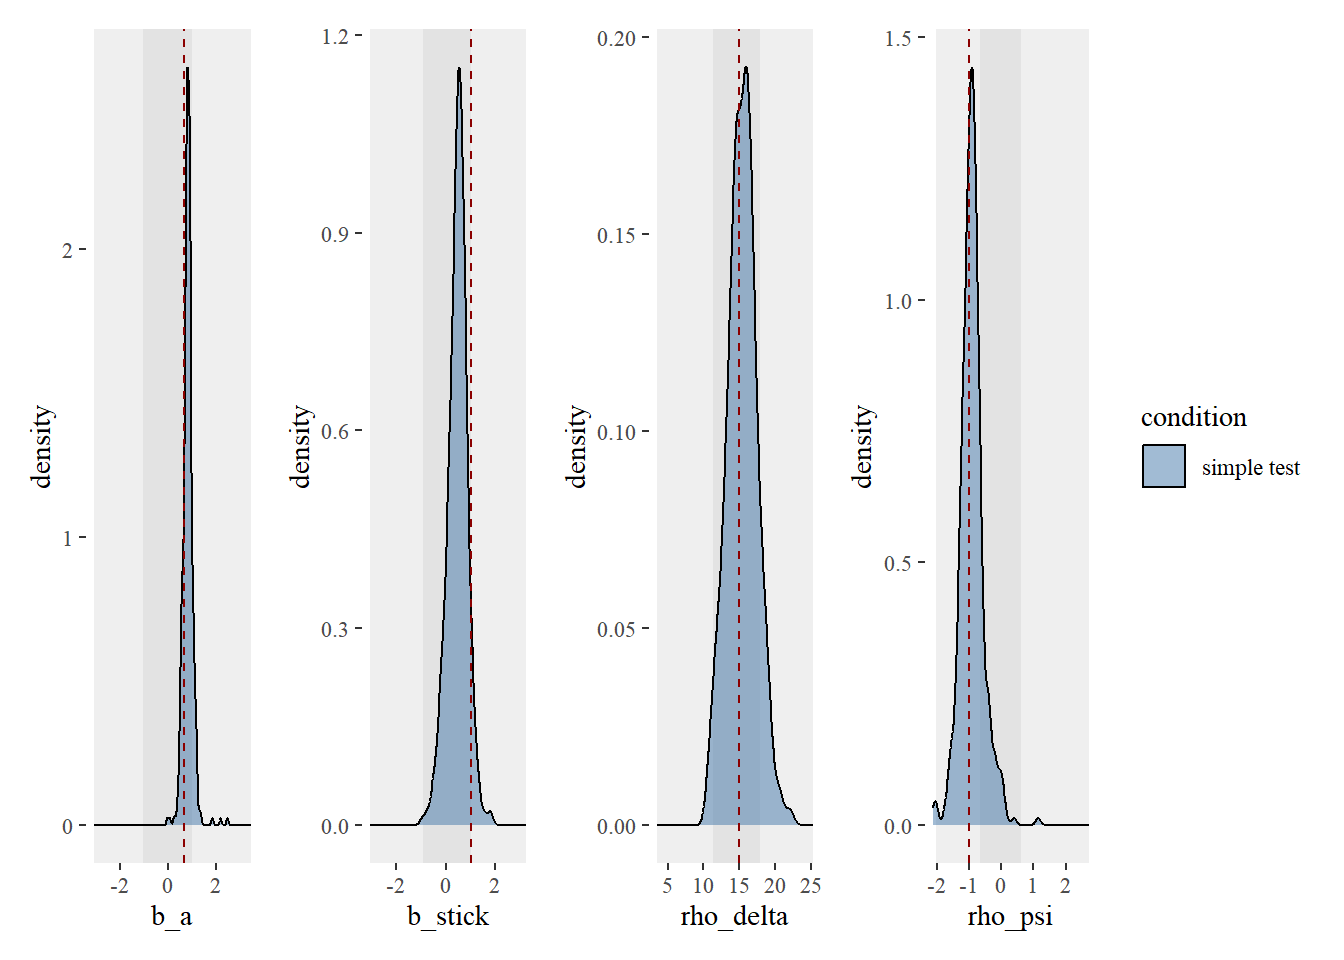 density
2
1
0
-2 0 2
b_a
density
1.2
0.9
0.6
0.3
0.0
-2 0 2
b_stick
density
0.20
0.15
0.10
0.05
0.00
5 10 15 20 25
rho_delta
density
1.5
1.0
0.5
0.0
-2 -1 0 1 2
rho_psi
condition
simple test